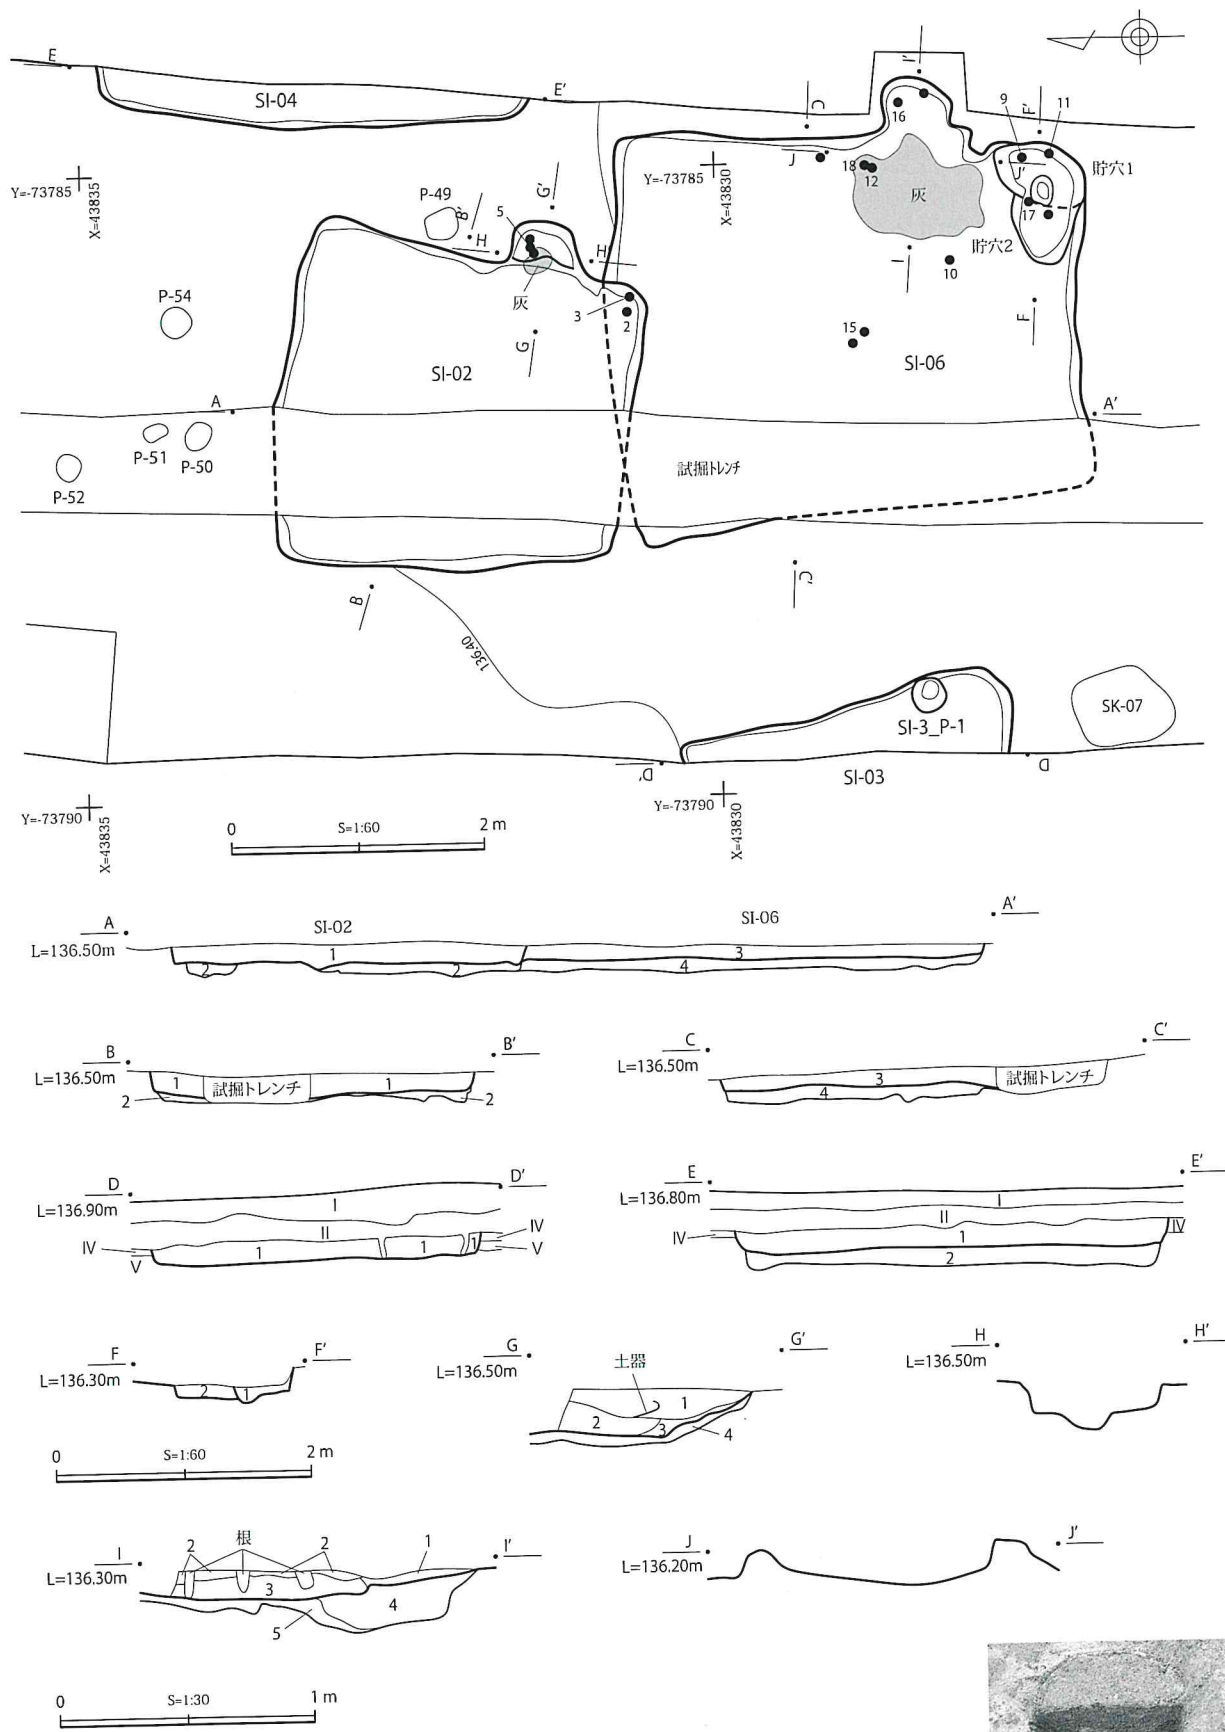 E
E'
SI-04
C
I'
F'
9
11
16
J
J'
貯穴1
Y=-73785
X=43835
Y=-73785
X=43830
P-49
B'
G'
5
H
H'
18
12
灰
17
貯穴2
灰
I
10
P-54
3
2
15
F
G
SI-02
SI-06
A
A'
P-51
P-50
P-52
試掘トレンチ
B
C'
136.40
SI-3_P-1
SK-07
D'
D
SI-03
Y=-73790
X=43835
Y=-73790
X=43830
0 S=1:60 2 m
A SI-02 SI-06 A'
L=136.50m
1 3
2 2 4
B B'
L=136.50m
1 試掘トレンチ 1
2 2
C C'
L=136.50m
3 試掘トレンチ
4
D D'
L=136.90m
I
II
IV 1 1 1 IV
V V
E E'
L=136.80m
I
II
IV 1 IV
2
F F'
L=136.30m
2 1
G G'
L=136.50m
土器
1
2 3 4
H H'
L=136.50m
0 S=1:60 2 m
I 2 根 2 1 I'
L=136.30m
3
4
5
J J'
L=136.20m
0 S=1:30 1 m